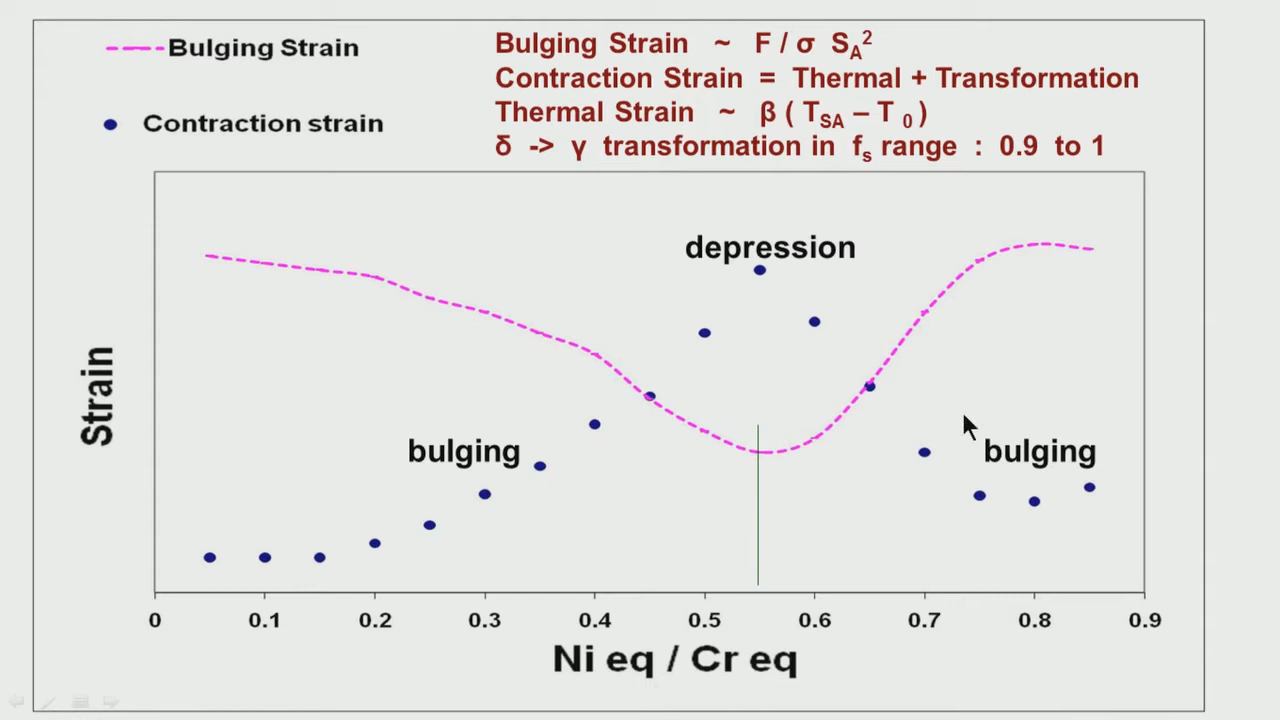 Bulging Strain
Contraction strain
Bulging Strain ~ F / σ S_A²
Contraction Strain = Thermal + Transformation
Thermal Strain ~ β ( T_SA – T_0 )
δ -> γ transformation in f_s range : 0.9 to 1
depression
bulging
bulging
Strain
0 0.1 0.2 0.3 0.4 0.5 0.6 0.7 0.8 0.9
Ni eq / Cr eq